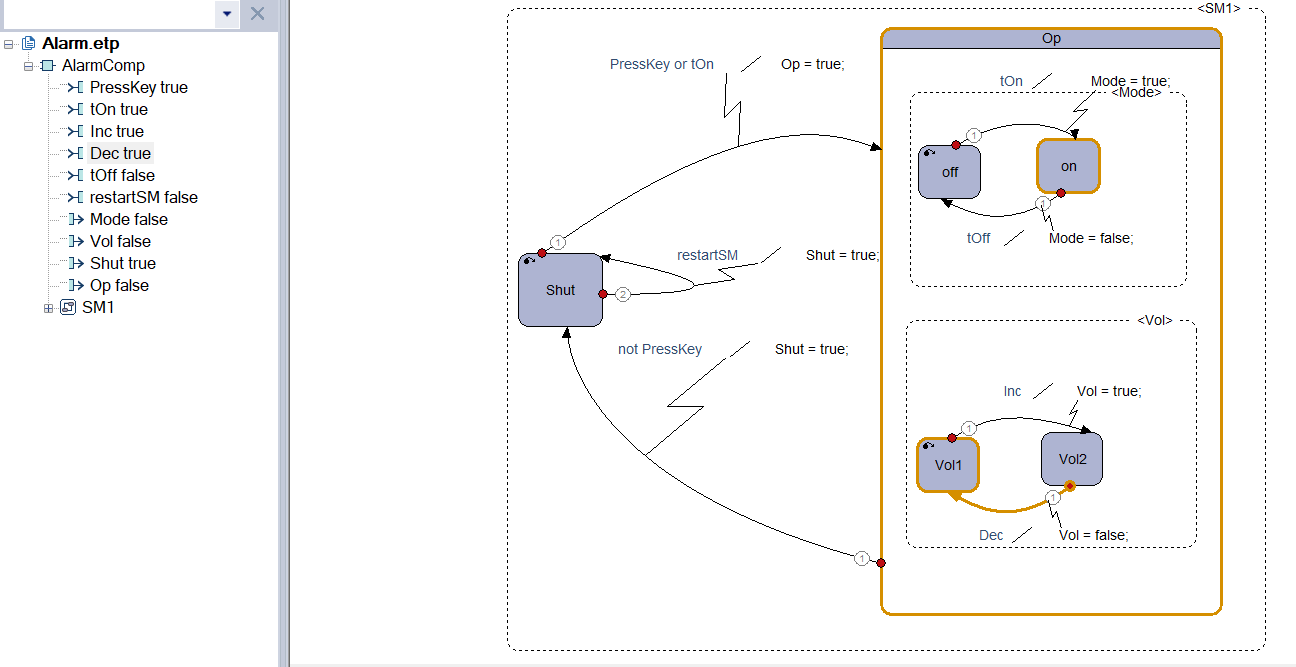 Alarm.etp
AlarmComp
PressKey true
tOn true
Inc true
Dec true
tOff false
restartSM false
Mode false
Vol false
Shut true
Op false
SM1
<SM1>
Op
PressKey or tOn
Op = true;
tOn
Mode = true;
<Mode>
1
off
on
1
tOff
Mode = false;
1
restartSM
Shut = true;
Shut
2
not PressKey
Shut = true;
<Vol>
Inc
Vol = true;
1
Vol1
Vol2
1
Dec
Vol = false;
1